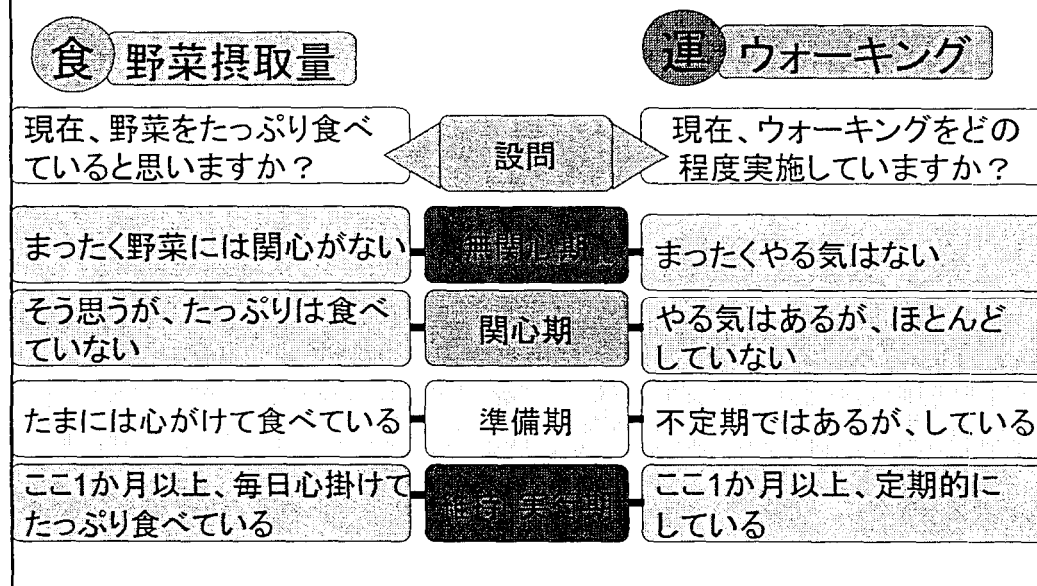 食 野菜摂取量
運 ウォーキング
現在、野菜をたっぷり食べ
ていると思いますか？
設問
現在、ウォーキングをどの
程度実施していますか？
まったく野菜には関心がない
無関心期
まったくやる気はない
そう思うが、たっぷりは食べ
ていない
関心期
やる気はあるが、ほとんど
していない
たまには心がけて食べている
準備期
不定期ではあるが、している
ここ1か月以上、毎日心掛けて
たっぷり食べている
ここ1か月以上、定期的に
している